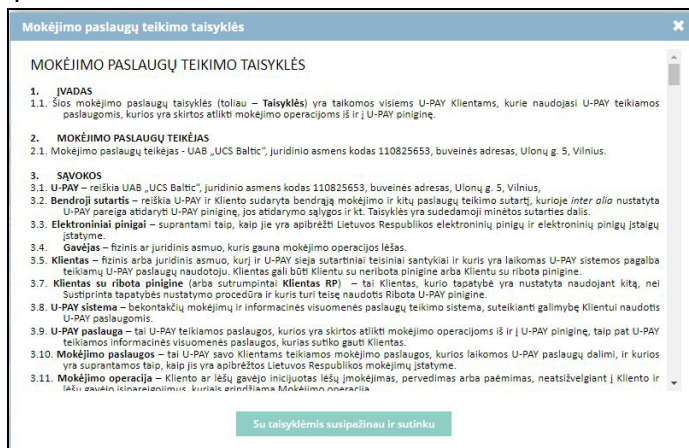 Mokėjimo paslaugų teikimo taisyklės
MOKĖJIMO PASLAUGŲ TEIKIMO TAISYKLĖS
1. ĮVADAS
1.1. Šios mokėjimo paslaugų taisyklės (toliau – Taisyklės) yra taikomos visiems U-PAY Klientams, kurie naudojasi U-PAY teikiamos
paslaugomis, kurios yra skirtos atlikti mokėjimo operacijoms iš ir į U-PAY piniginę.
2. MOKĖJIMO PASLAUGŲ TEIKĖJAS
2.1. Mokėjimo paslaugų teikėjas - UAB „UCS Baltic“, juridinio asmens kodas 110825653, buveinės adresas, Ulonų g. 5, Vilnius.
3. SĄVOKOS
3.1. U-PAY – reiškia UAB „UCS Baltic“, juridinio asmens kodas 110825653, buveinės adresas, Ulonų g. 5, Vilnius,
3.2. Bendroji sutartis – reiškia U-PAY ir Kliento sudaryta bendrąją mokėjimo ir kitų paslaugų teikimo sutartį, kurioje inter alia nustatyta
U-PAY pareiga atidaryti U-PAY piniginę, jos atidarymo sąlygos ir kt. Taisyklės yra sudedamoji minėtos sutarties dalis.
3.3. Elektroniniai pinigai – suprantami taip, kaip jie yra apibrėžti Lietuvos Respublikos elektroninių pinigų ir elektroninių pinigų įstaigų
įstatyme.
3.4. Gavėjas – fizinis ar juridinis asmuo, kuris gauna mokėjimo operacijos lėšas.
3.5. Klientas – fizinis arba juridinis asmuo, kurį ir U-PAY sieja sutartiniai teisiniai santykiai ir kuris yra laikomas U-PAY sistemos pagalba
teikiamų U-PAY paslaugų naudotoju. Klientas gali būti Klientu su neribota pinigine arba Klientu su ribota pinigine.
3.7. Klientas su ribota pinigine (arba sutrumpintai Klientas RP) – tai Klientas, kurio tapatybė yra nustatyta naudojant kitą, nei
Sustiprinta tapatybės nustatymo procedūra ir kuris turi teisę naudotis Ribota U-PAY pinigine.
3.8. U-PAY sistema – bekontakčių mokėjimų ir informacinės visuomenės paslaugų teikimo sistema, suteikianti galimybę Klientui naudotis
U-PAY paslaugomis.
3.9. U-PAY paslauga – tai U-PAY teikiamos paslaugos, kurios yra skirtos atlikti mokėjimo operacijoms iš ir į U-PAY piniginę, taip pat U-PAY
teikiamos informacinės visuomenės paslaugos, kurias sutiko gauti Klientas.
3.10. Mokėjimo paslaugos – tai U-PAY savo Klientams teikiamos mokėjimo paslaugos, kurios laikomos U-PAY paslaugų dalimi, ir kurios
yra suprantamos taip, kaip jis yra apibrėžtos Lietuvos Respublikos mokėjimų įstatyme.
3.11. Mokėjimo operacija – Kliento ar lėšų gavėjo inicijuotas lėšų įmokėjimas, pervedimas arba paėmimas, neatsižvelgiant į Kliento ir
lėšų gavėjo įsipareigojimus, kuriais grindžiama Mokėjimo operacija.
Su taisyklėmis susipažinau ir sutinku